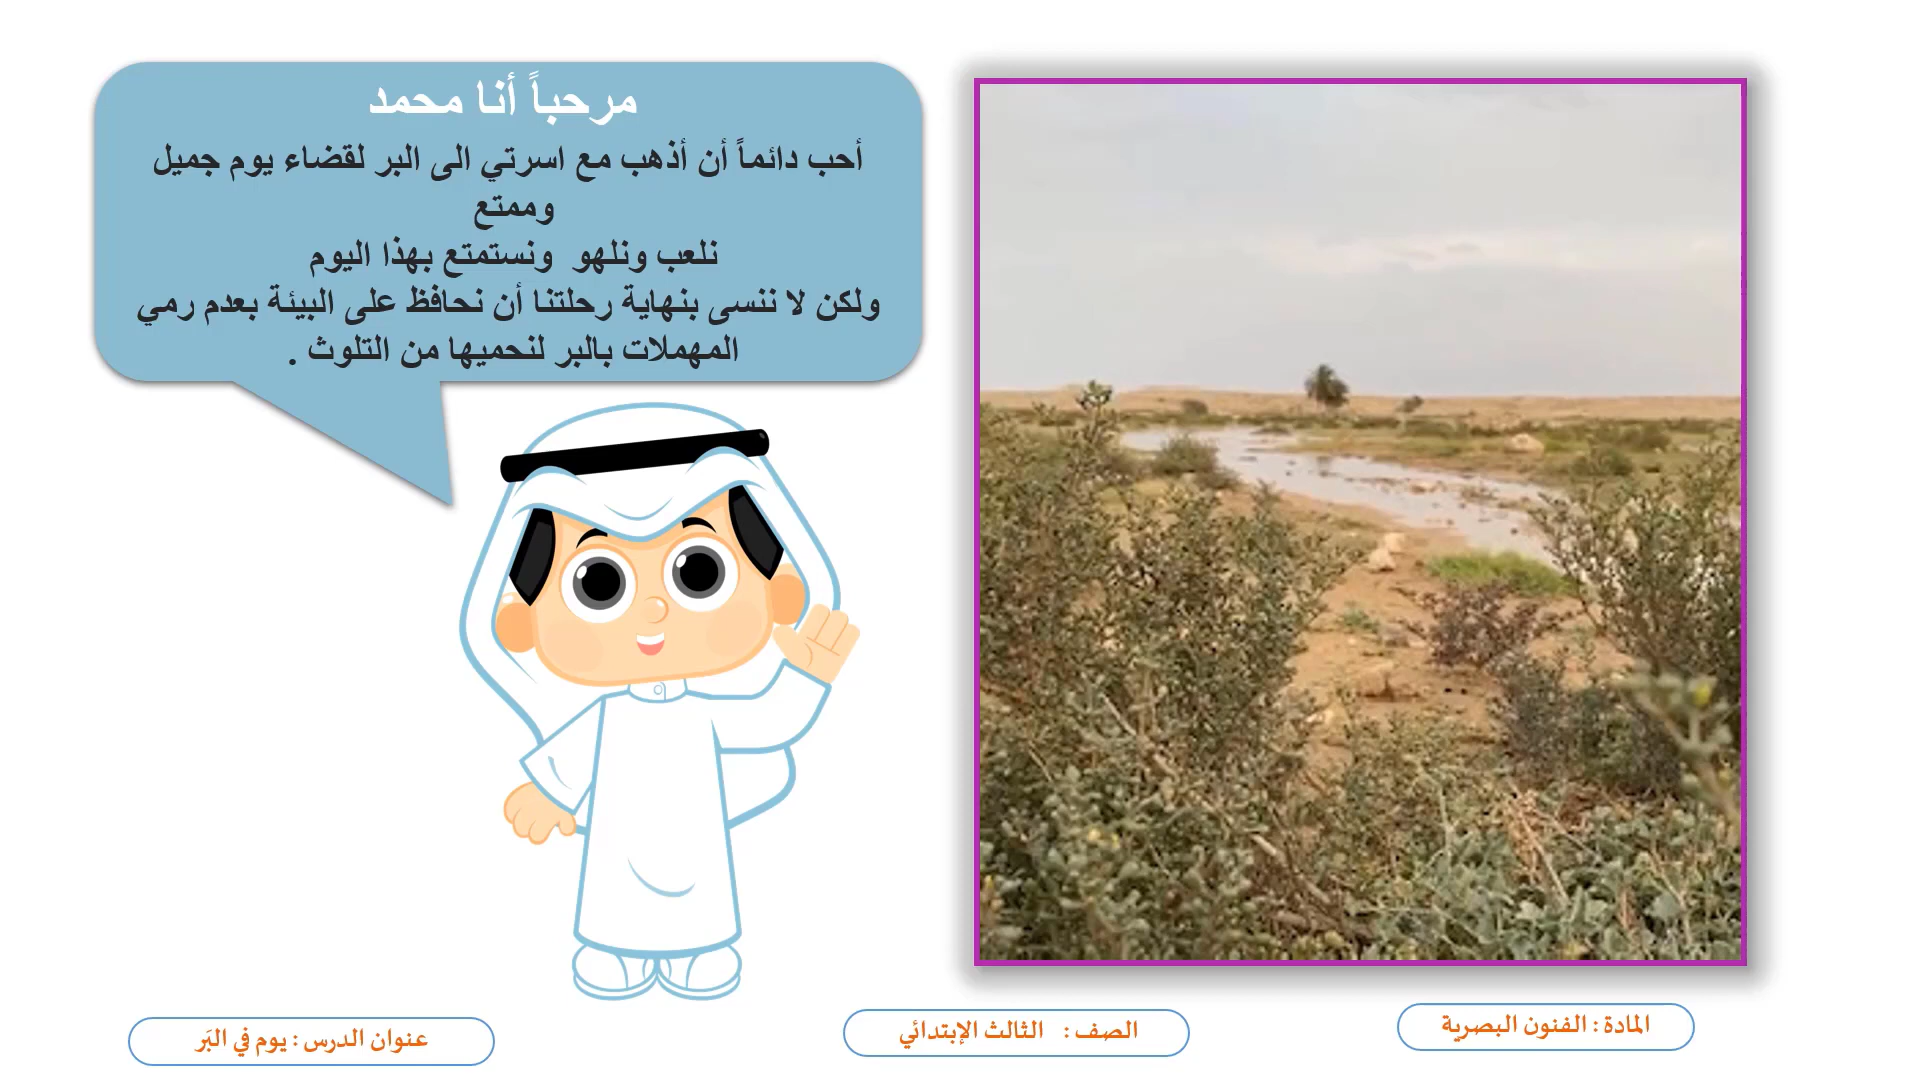 مرحباً أنا محمد
أحب دائماً أن أذهب مع اسرتي الى البر لقضاء يوم جميل
وممتع
نلعب ونلهو ونستمتع بهذا اليوم
ولكن لا ننسى بنهاية رحلتنا أن نحافظ على البيئة بعدم رمي
المهملات بالبر لنحميها من التلوث .
المادة : الفنون البصرية
الصف : الثالث الإبتدائي
عنوان الدرس : يوم في البَر